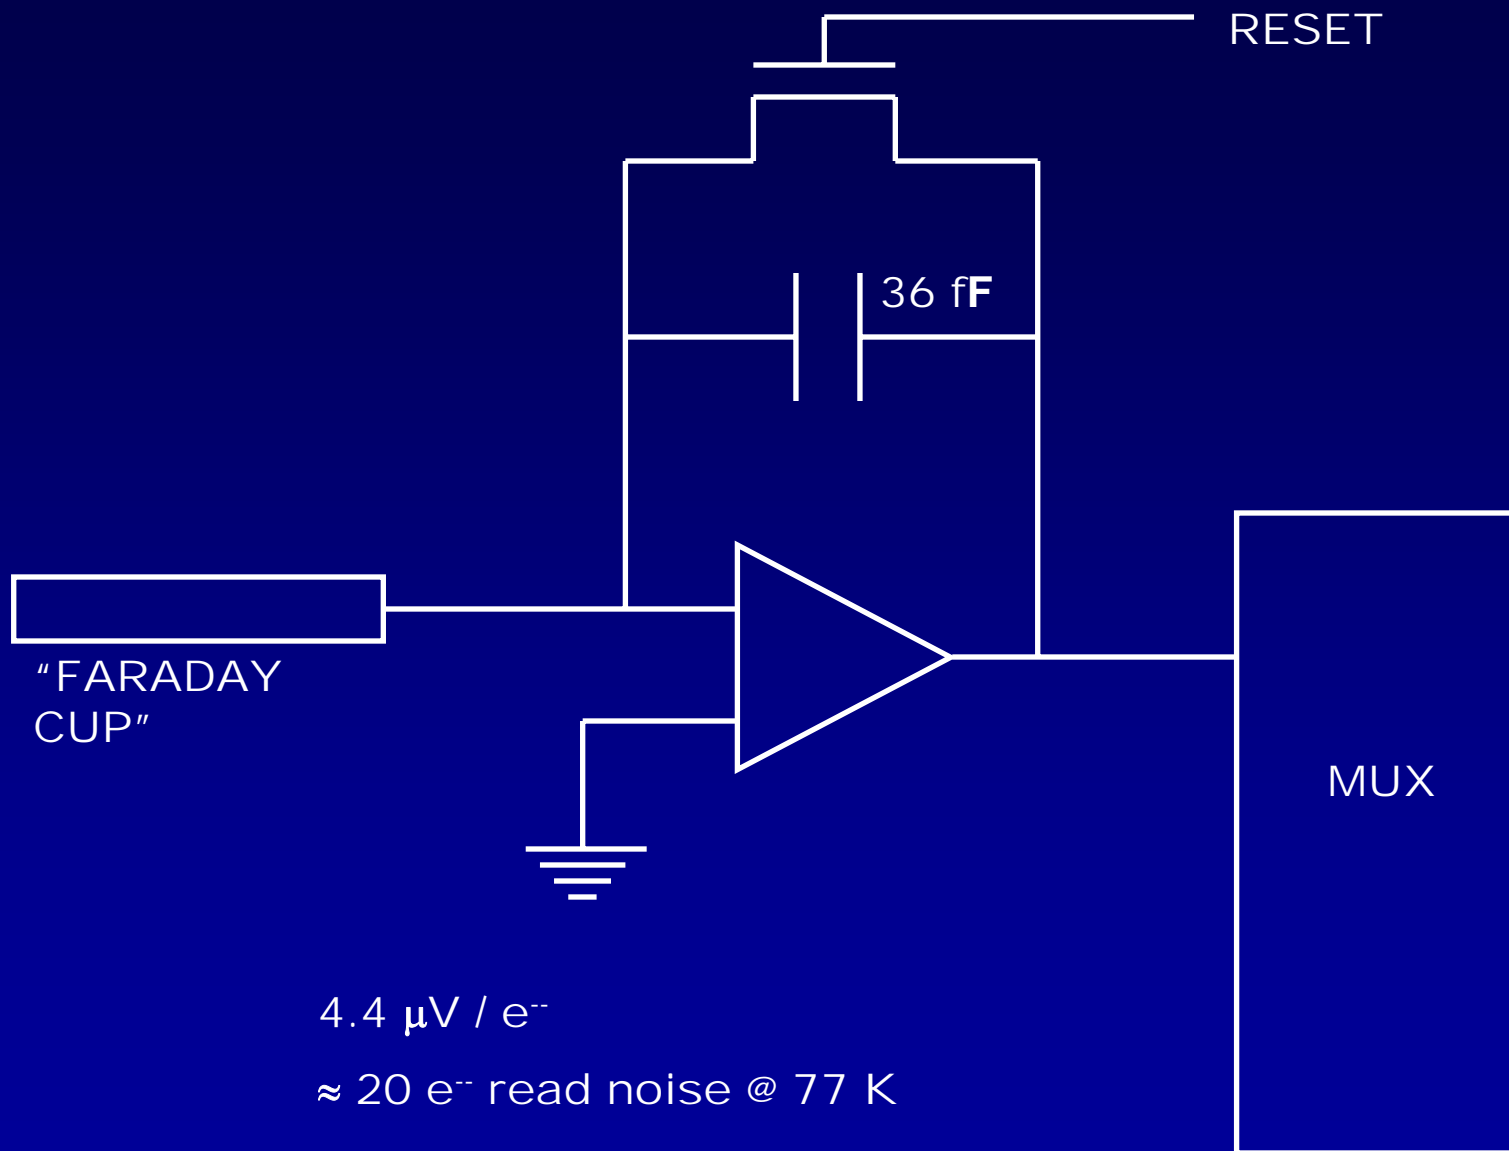 RESET
36 fF
“FARADAY
CUP”
MUX
4.4 μV / e--
≈ 20 e-- read noise @ 77 K